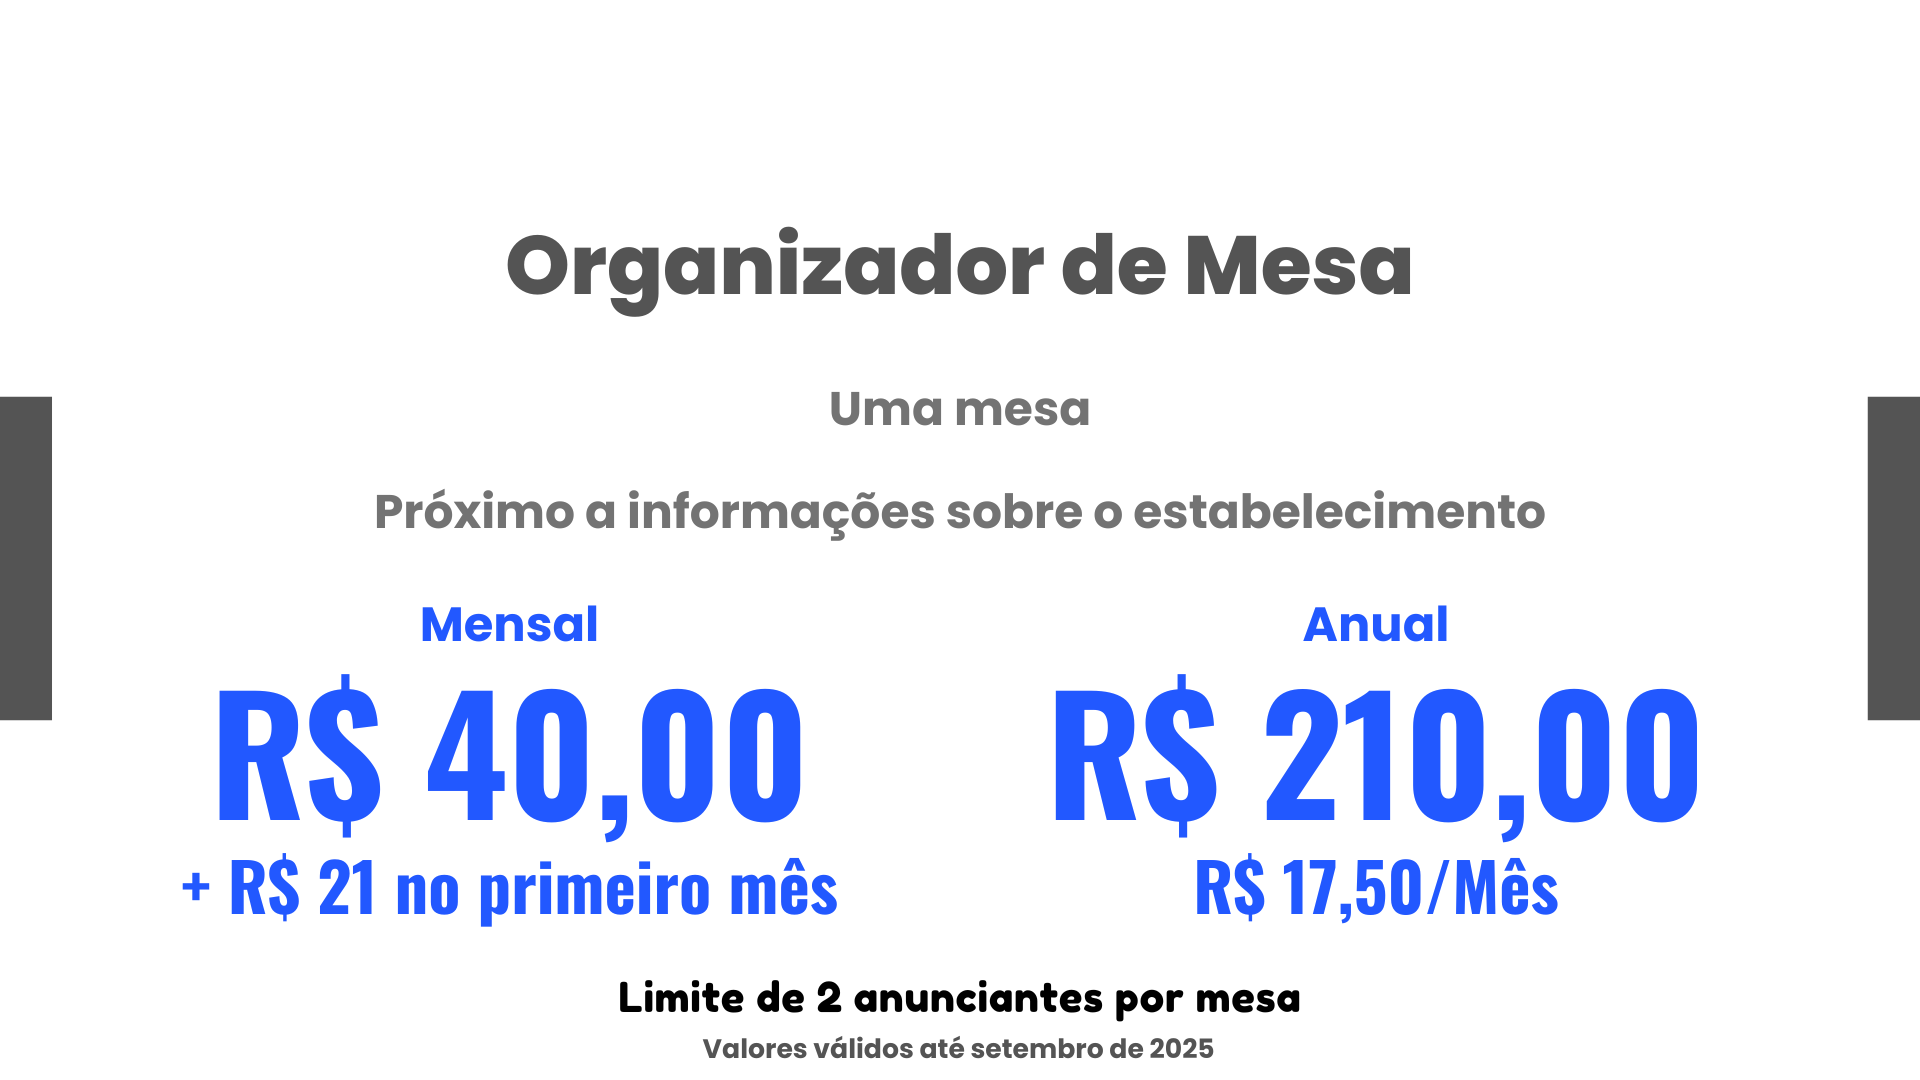 Organizador de Mesa
Uma mesa
Próximo a informações sobre o estabelecimento
Mensal
R$ 40,00
+ R$ 21 no primeiro mês
Anual
R$ 210,00
R$ 17,50/Mês
Limite de 2 anunciantes por mesa
Valores válidos até setembro de 2025